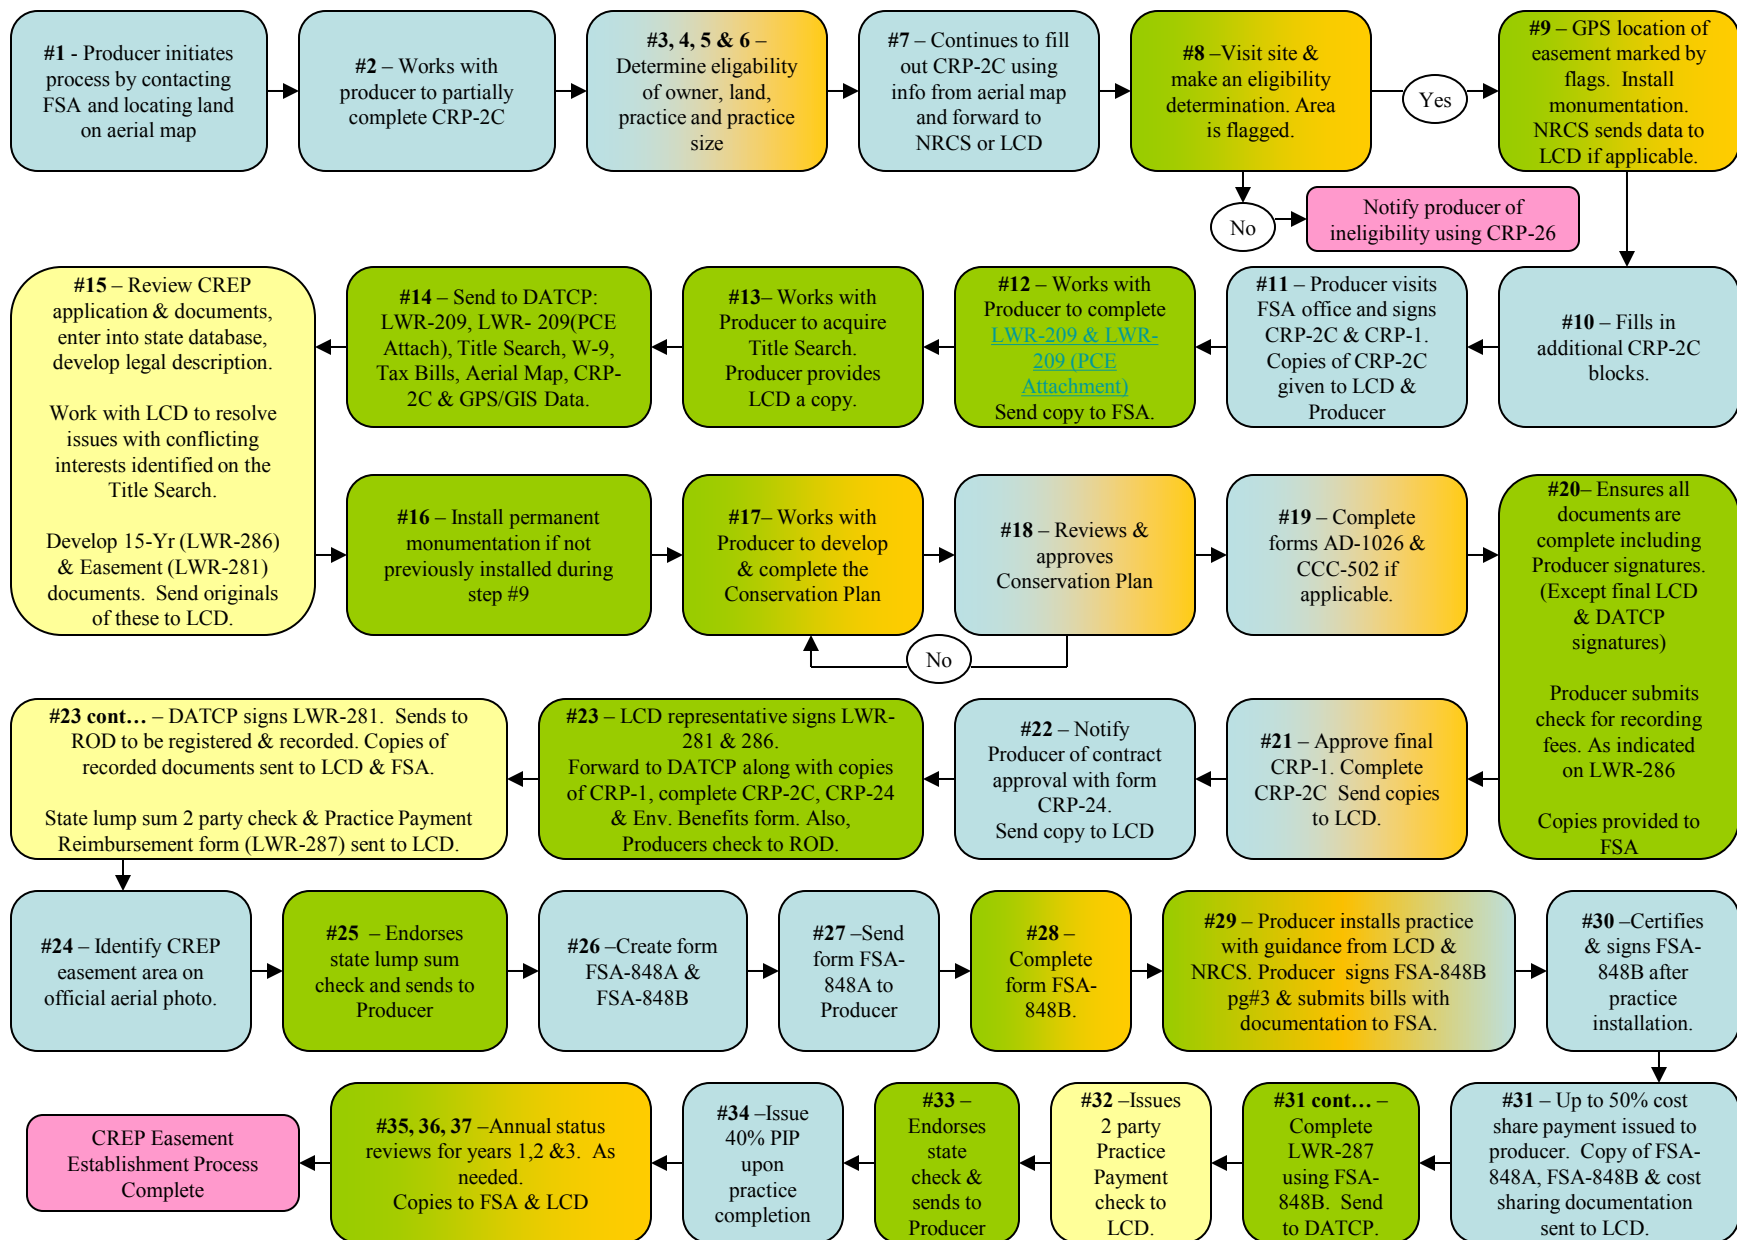 #1 - Producer initiates
process by contacting
FSA and locating land
on aerial map
#2 – Works with
producer to partially
complete CRP-2C
#3, 4, 5 & 6 –
Determine eligability
of owner, land,
practice and practice
size
#7 – Continues to fill
out CRP-2C using
info from aerial map
and forward to
NRCS or LCD
#8 –Visit site &
make an eligibility
determination. Area
is flagged.
Yes
#9 – GPS location of
easement marked by
flags. Install
monumentation.
NRCS sends data to
LCD if applicable.
No
Notify producer of
ineligibility using CRP-26
#10 – Fills in
additional CRP-2C
blocks.
#11 – Producer visits
FSA office and signs
CRP-2C & CRP-1.
Copies of CRP-2C
given to LCD &
Producer
#12 – Works with
Producer to complete
LWR-209 & LWR-
209 (PCE
Attachment)
Send copy to FSA.
#13– Works with
Producer to acquire
Title Search.
Producer provides
LCD a copy.
#14 – Send to DATCP:
LWR-209, LWR- 209(PCE
Attach), Title Search, W-9,
Tax Bills, Aerial Map, CRP-
2C & GPS/GIS Data.
#15 – Review CREP
application & documents,
enter into state database,
develop legal description.
Work with LCD to resolve
issues with conflicting
interests identified on the
Title Search.
Develop 15-Yr (LWR-286)
& Easement (LWR-281)
documents. Send originals
of these to LCD.
#16 – Install permanent
monumentation if not
previously installed during
step #9
#17– Works with
Producer to develop
& complete the
Conservation Plan
#18 – Reviews &
approves
Conservation Plan
No
#19 – Complete
forms AD-1026 &
CCC-502 if
applicable.
#20– Ensures all
documents are
complete including
Producer signatures.
(Except final LCD
& DATCP
signatures)
Producer submits
check for recording
fees. As indicated
on LWR-286
Copies provided to
FSA
#21 – Approve final
CRP-1. Complete
CRP-2C Send copies
to LCD.
#22 – Notify
Producer of contract
approval with form
CRP-24.
Send copy to LCD
#23 – LCD representative signs LWR-
281 & 286.
Forward to DATCP along with copies
of CRP-1, complete CRP-2C, CRP-24
& Env. Benefits form. Also,
Producers check to ROD.
#23 cont… – DATCP signs LWR-281. Sends to
ROD to be registered & recorded. Copies of
recorded documents sent to LCD & FSA.
State lump sum 2 party check & Practice Payment
Reimbursement form (LWR-287) sent to LCD.
#24 – Identify CREP
easement area on
official aerial photo.
#25 – Endorses
state lump sum
check and sends to
Producer
#26 –Create form
FSA-848A &
FSA-848B
#27 –Send
form FSA-
848A to
Producer
#28 –
Complete
form FSA-
848B.
#29 – Producer installs practice
with guidance from LCD &
NRCS. Producer signs FSA-848B
pg#3 & submits bills with
documentation to FSA.
#30 –Certifies
& signs FSA-
848B after
practice
installation.
#31 – Up to 50% cost
share payment issued to
producer. Copy of FSA-
848A, FSA-848B & cost
sharing documentation
sent to LCD.
#31 cont… –
Complete
LWR-287
using FSA-
848B. Send
to DATCP.
#32 –Issues
2 party
Practice
Payment
check to
LCD.
#33 –
Endorses
state
check &
sends to
Producer
#34 –Issue
40% PIP
upon
practice
completion
#35, 36, 37 –Annual status
reviews for years 1,2 &3. As
needed.
Copies to FSA & LCD
CREP Easement
Establishment Process
Complete